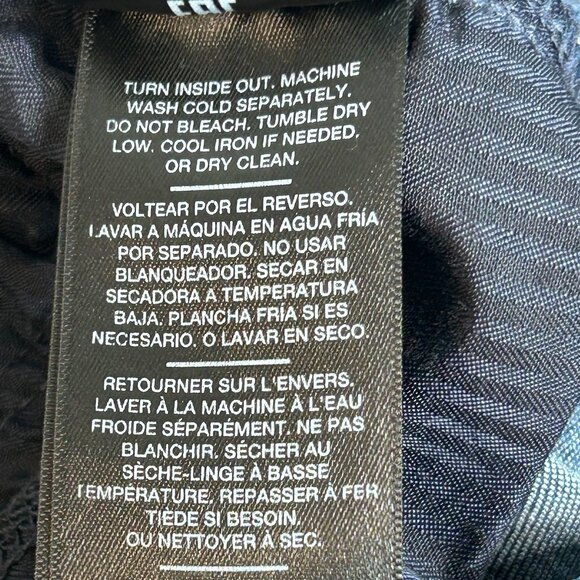 TURN INSIDE OUT. MACHINE
WASH COLD SEPARATELY.
DO NOT BLEACH. TUMBLE DRY
LOW. COOL IRON IF NEEDED,
OR DRY CLEAN.
VOLTEAR POR EL REVERSO.
LAVAR A MÁQUINA EN AGUA FRÍA
POR SEPARADO. NO USAR
BLANQUEADOR. SECAR EN
SECADORA A TEMPERATURA
BAJA. PLANCHA FRÍA SI ES
NECESARIO. O LAVAR EN SECO.
RETOURNER SUR L'ENVERS.
LAVER À LA MACHINE À L'EAU
FROIDE SÉPARÉMENT. NE PAS
BLANCHIR. SÉCHER AU
SÈCHE-LINGE À BASSE
TEMPÉRATURE. REPASSER À FER
TIÈDE SI BESOIN.
OU NETTOYER À SEC.